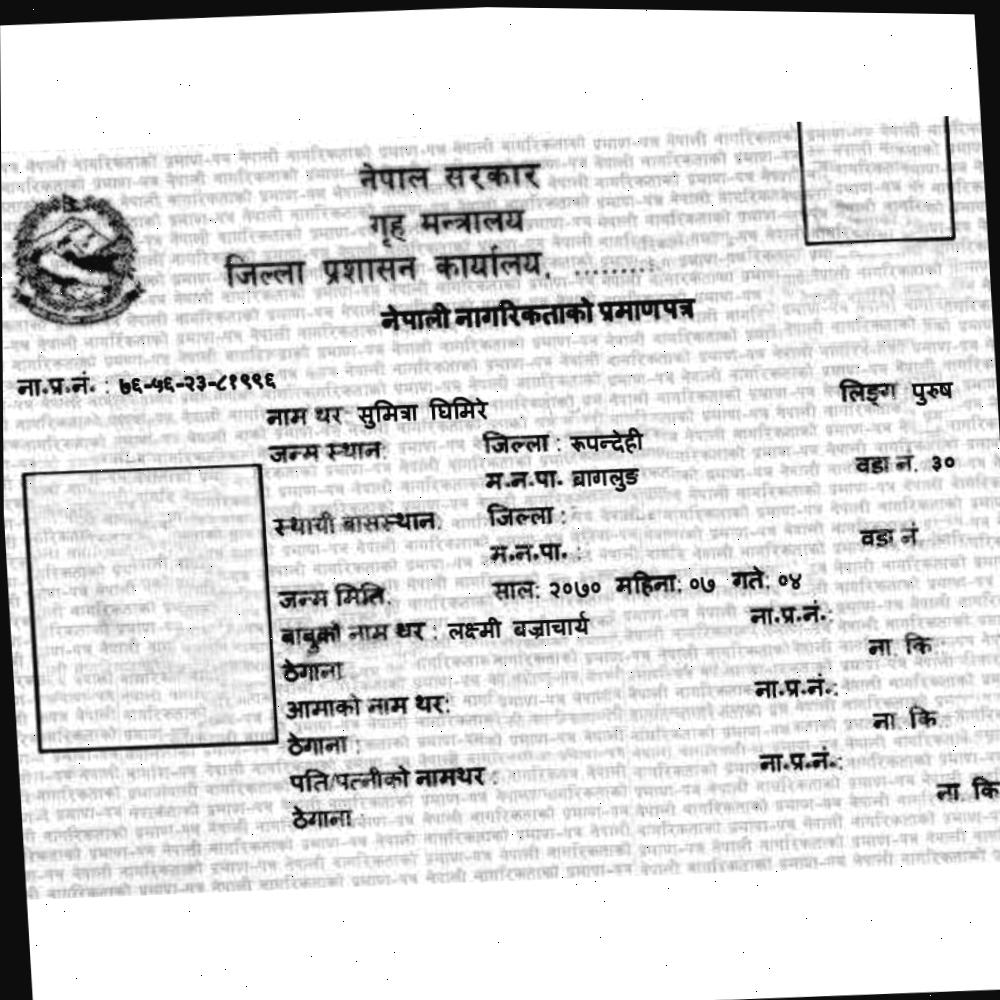 नेपाल सरकार
गृह मन्त्रालय
जिल्ला प्रशासन कार्यालय, .........
नेपाली नागरिकताको प्रमाणपत्र
ना.प्र.नं. : ७६-५६-२३-८१९९६
लिङ्ग पुरुष
नाम थर: सुमित्रा घिमिरे
जन्म स्थान: जिल्ला : रूपन्देही
म.न.पा. बागलुङ वडा नं. ३०
स्थायी बासस्थान: जिल्ला :
म.न.पा. : वडा नं.
जन्म मिति: साल: २०७० महिना: ०७ गते: ०४
बाबुको नाम थर : लक्ष्मी बज्राचार्य ना.प्र.नं.:
ठेगाना ना. कि.:
आमाको नाम थर: ना.प्र.नं.:
ठेगाना : ना. कि.:
पति/पत्नीको नामथर : ना.प्र.नं.:
ठेगाना : ना. कि